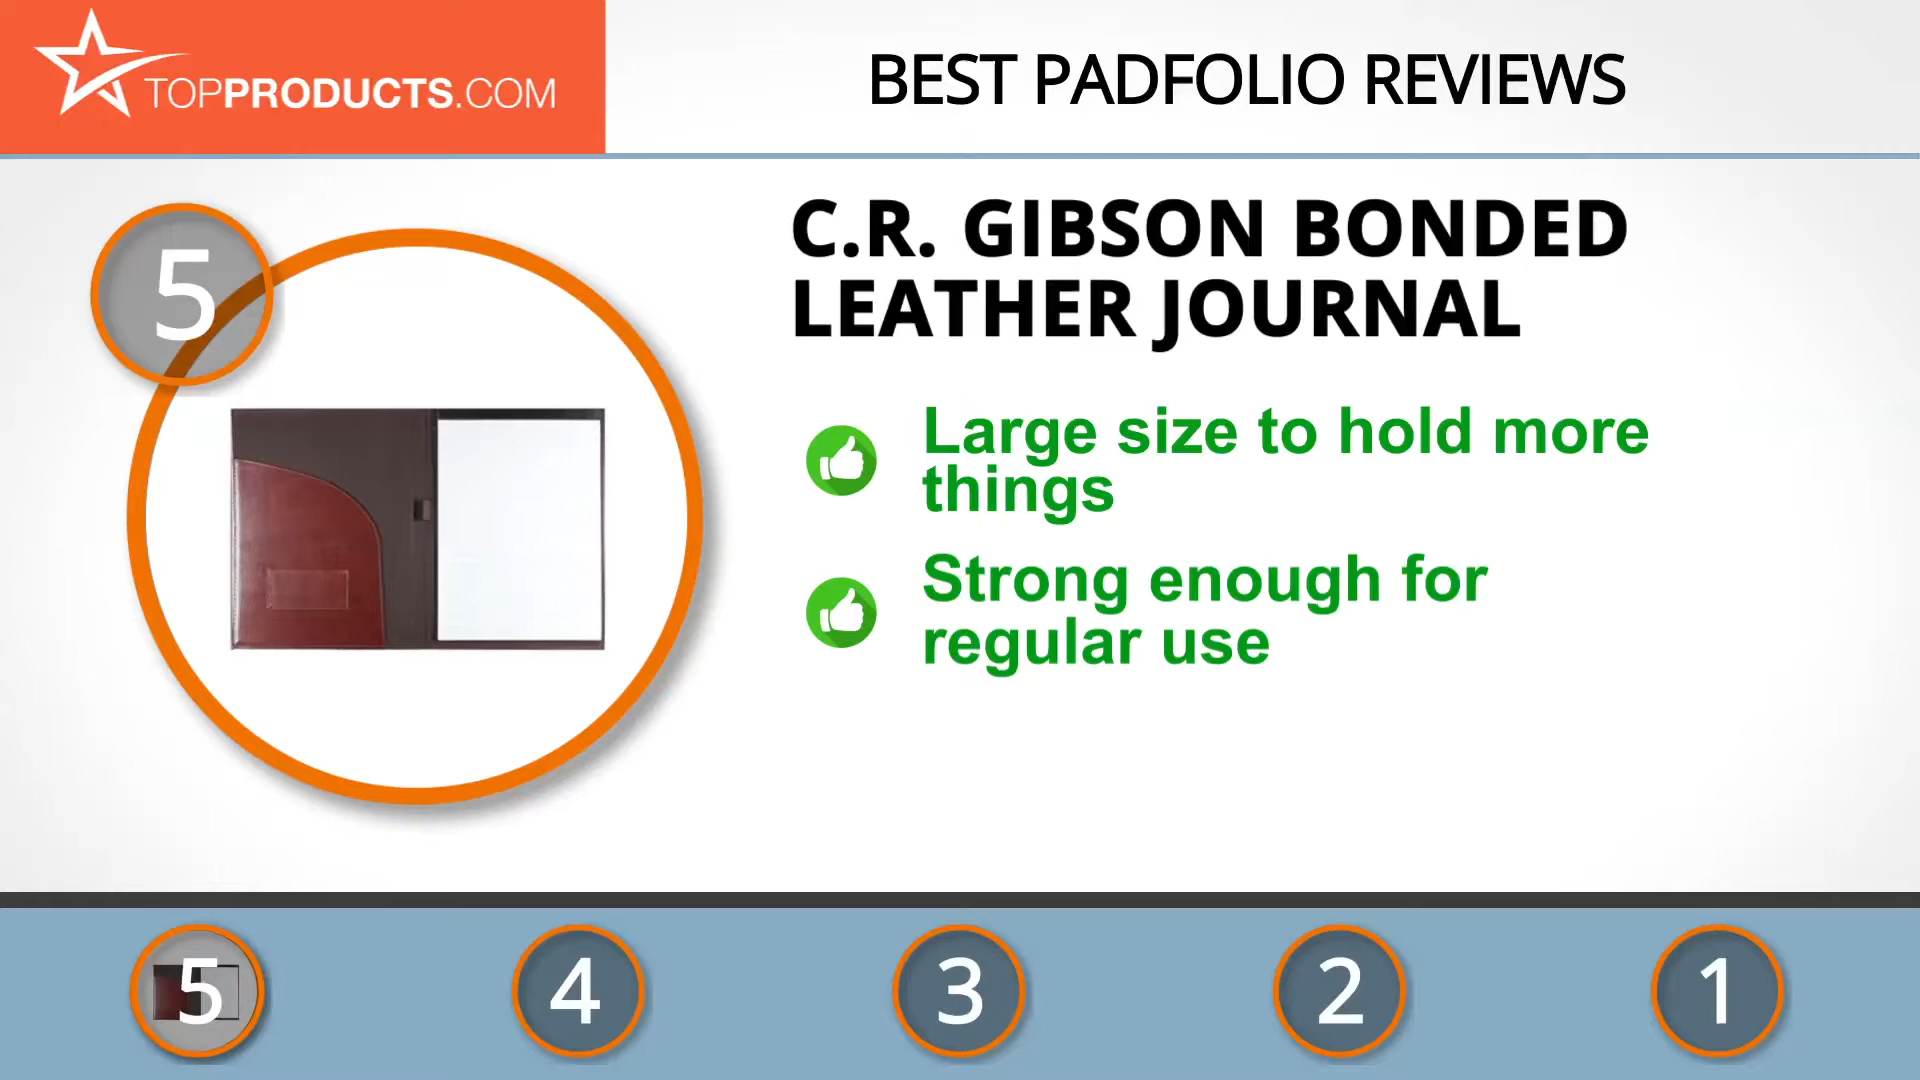 TOPPRODUCTS.COM
BEST PADFOLIO REVIEWS
5
C.R. GIBSON BONDED
LEATHER JOURNAL
Large size to hold more
things
Strong enough for
regular use
5 4 3 2 1